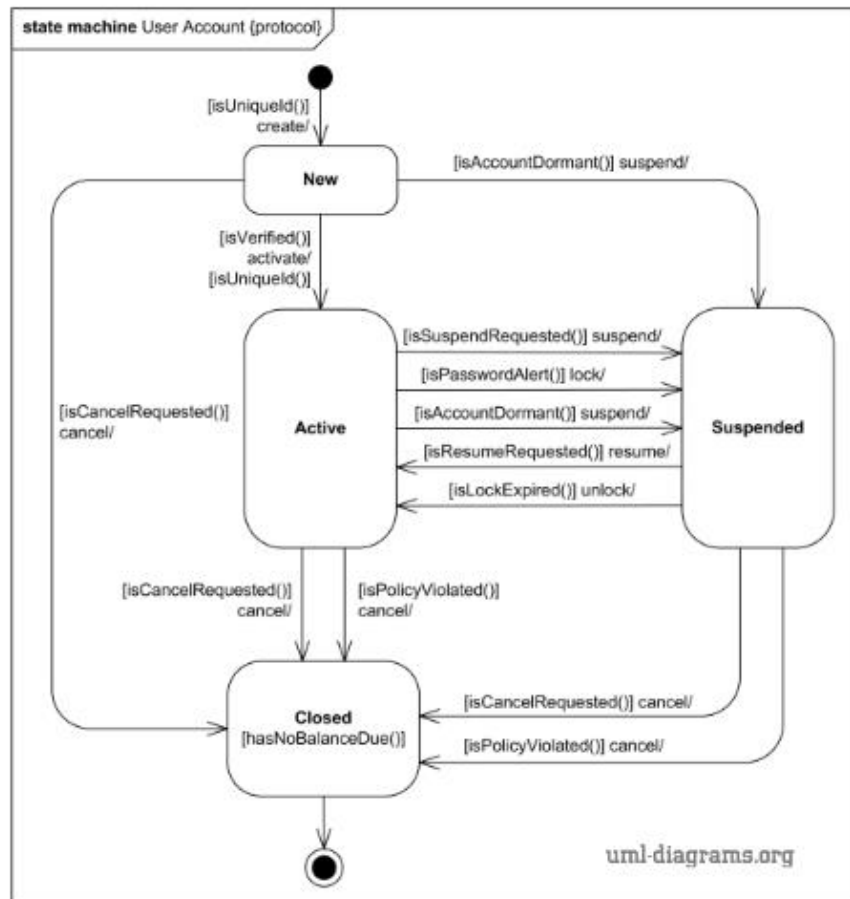 state machine User Account {protocol}
[isUniqueId()]
create/
New
[isAccountDormant()] suspend/
[isVerified()]
activate/
[isUniqueId()]
[isSuspendRequested()] suspend/
[isPasswordAlert()] lock/
[isCancelRequested()]
cancel/
Active
[isAccountDormant()] suspend/
Suspended
[isResumeRequested()] resume/
[isLockExpired()] unlock/
[isCancelRequested()]
cancel/
[isPolicyViolated()]
cancel/
Closed
[hasNoBalanceDue()]
[isCancelRequested()] cancel/
[isPolicyViolated()] cancel/
uml-diagrams.org